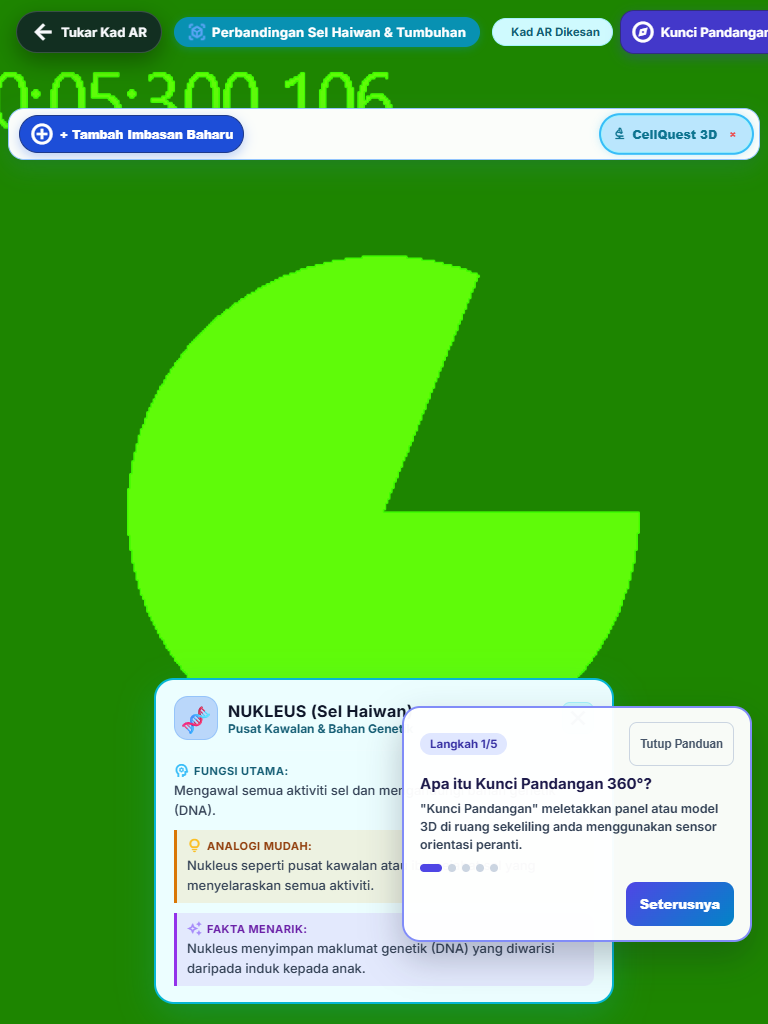 Tukar Kad AR
Perbandingan Sel Haiwan & Tumbuhan
Kad AR Dikesan
Kunci Pandangan
0:05:300 106
+ Tambah Imbasan Baharu
CellQuest 3D ×
NUKLEUS (Sel Haiwan)
Pusat Kawalan & Bahan Genet
FUNGSI UTAMA:
Mengawal semua aktiviti sel dan men
(DNA).
ANALOGI MUDAH:
Nukleus seperti pusat kawalan atau yang
menyelaraskan semua aktiviti.
FAKTA MENARIK:
Nukleus menyimpan maklumat genetik (DNA) yang diwarisi
daripada induk kepada anak.
Langkah 1/5
Tutup Panduan
Apa itu Kunci Pandangan 360°?
"Kunci Pandangan" meletakkan panel atau model
3D di ruang sekeliling anda menggunakan sensor
orientasi peranti.
Seterusnya